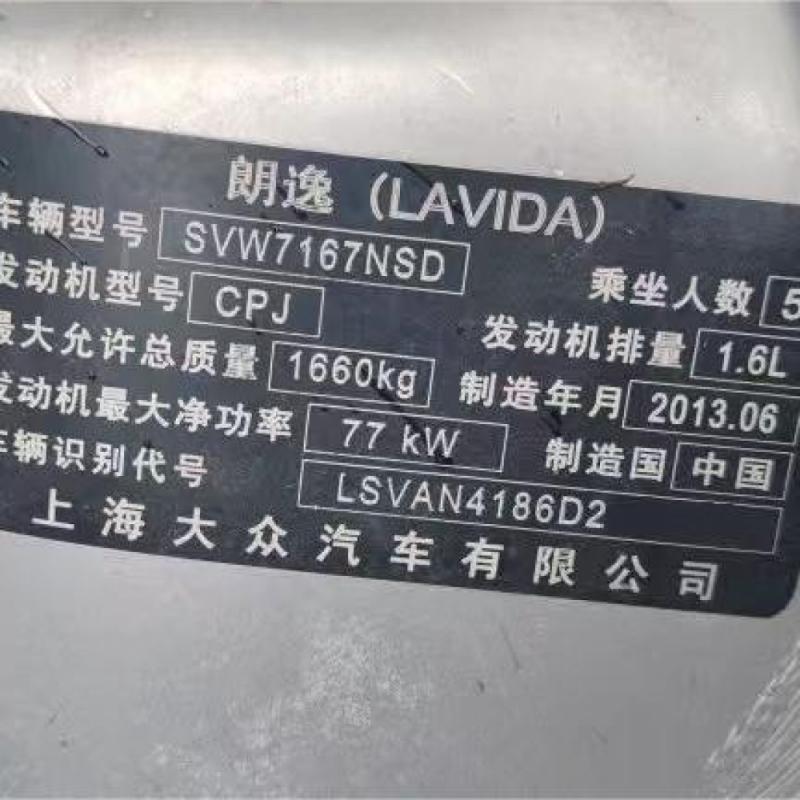 朗逸 (LAVIDA)
车辆型号 SVW7167NSD 乘坐人数 5
发动机型号 CPJ 发动机排量 1.6L
最大允许总质量 1660kg 制造年月 2013.06
发动机最大净功率 77 kW 制造国 中国
车辆识别代号 LSVAN4186D2
上海大众汽车有限公司